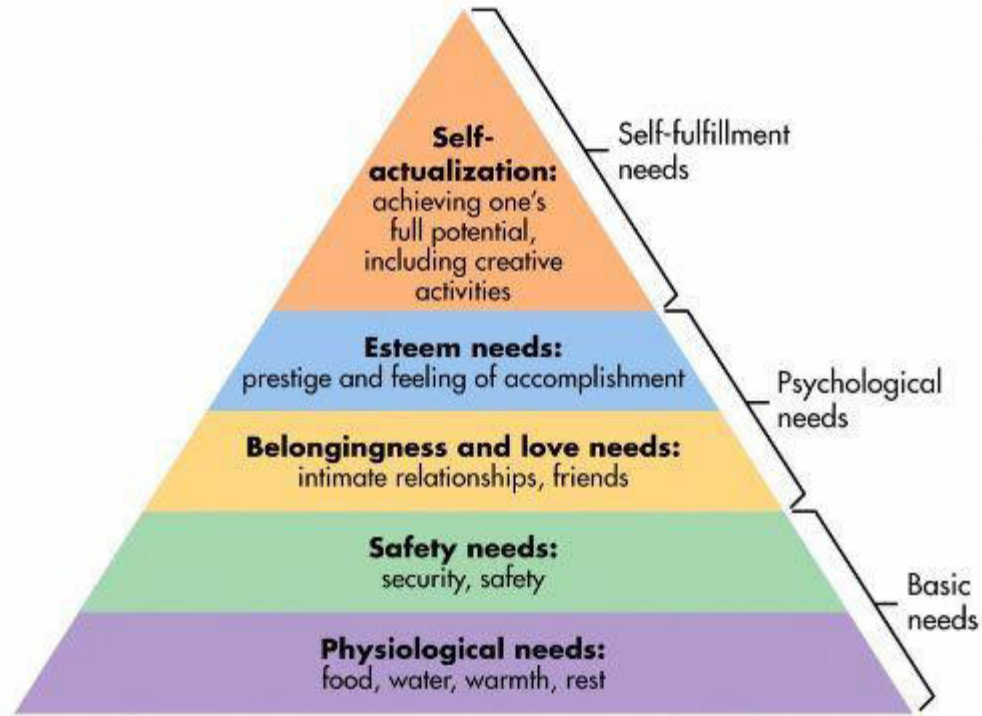 Self-
actualization:
achieving one's
full potential,
including creative
activities
Self-fulfillment
needs
Esteem needs:
prestige and feeling of accomplishment
Psychological
needs
Belongingness and love needs:
intimate relationships, friends
Safety needs:
security, safety
Basic
needs
Physiological needs:
food, water, warmth, rest